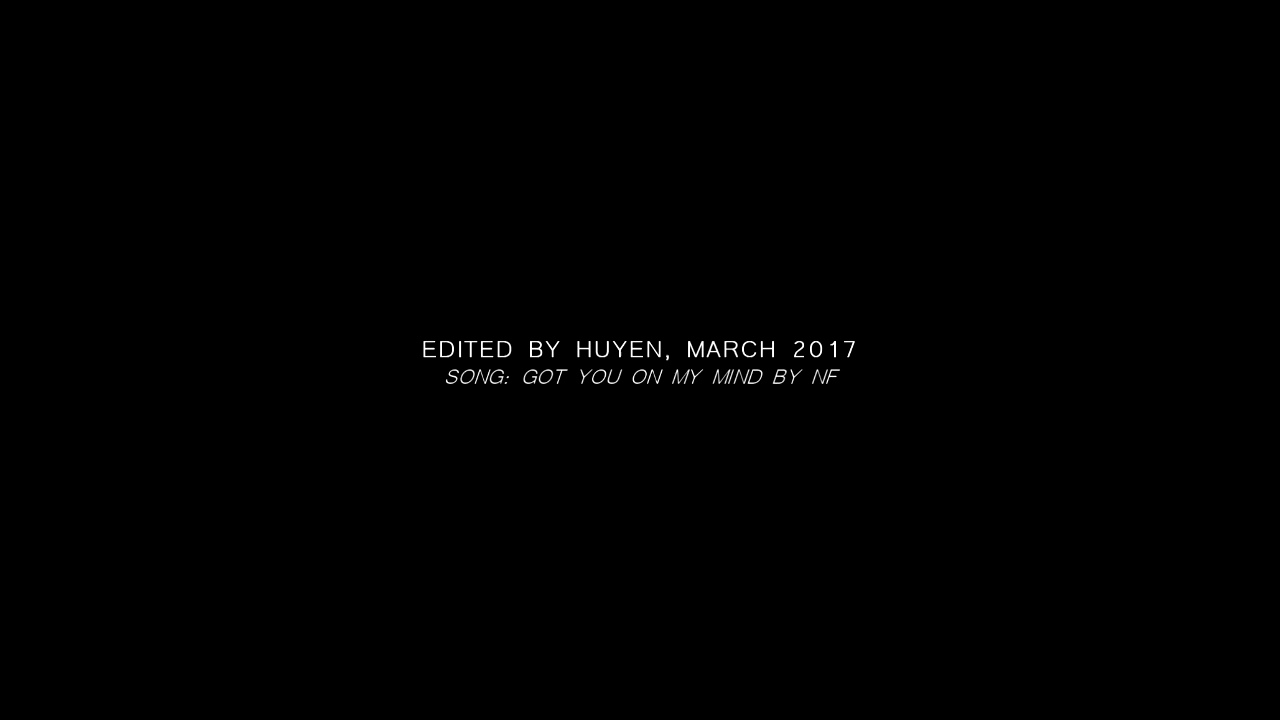 EDITED BY HUYEN, MARCH 2017
SONG: GOT YOU ON MY MIND BY NF